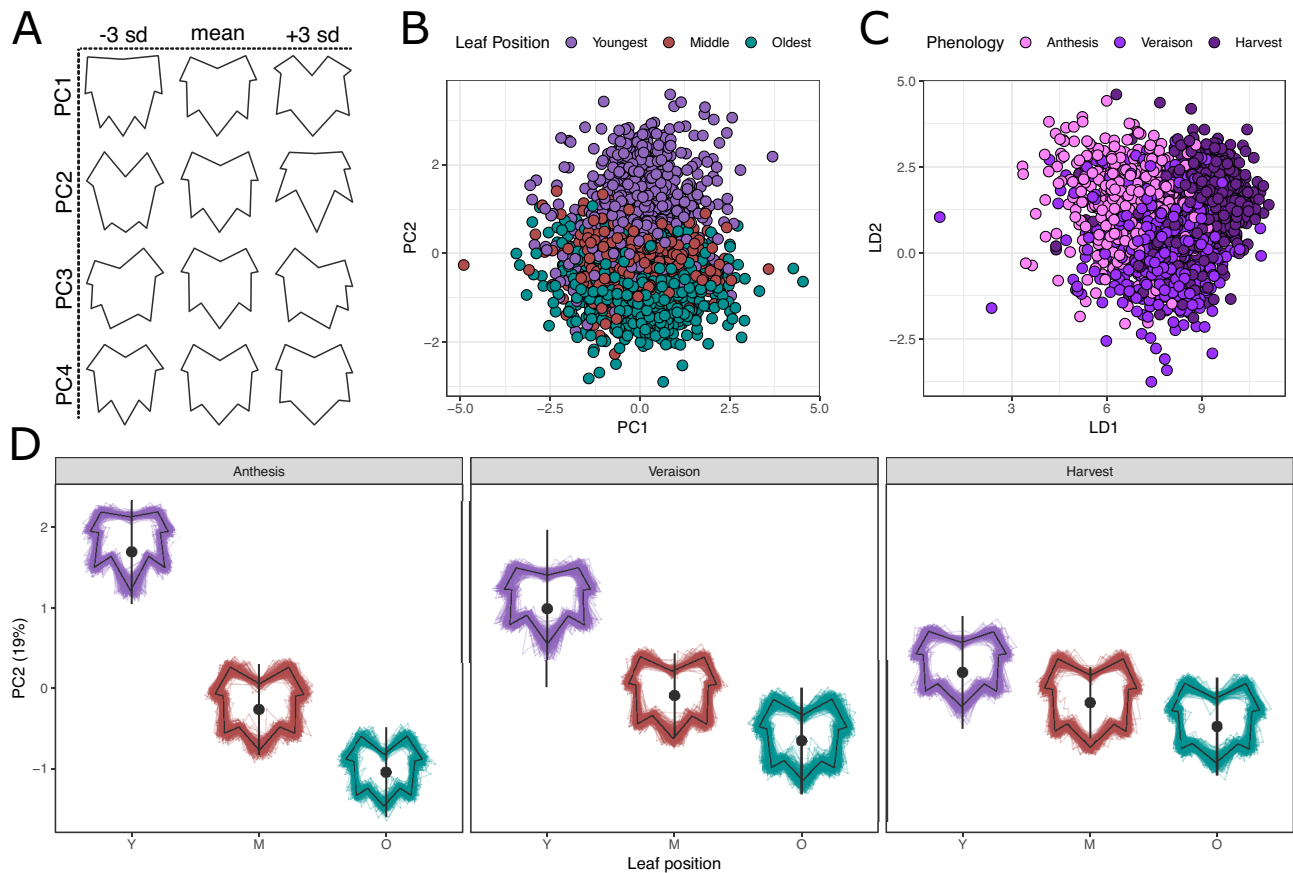 A
-3 sd mean +3 sd
PC1
PC2
PC3
PC4
B
Leaf Position Youngest Middle Oldest
PC2
2
0
−2
−5.0 −2.5 0.0 2.5 5.0
PC1
C
Phenology Anthesis Veraison Harvest
LD2
5.0
2.5
0.0
−2.5
3 6 9
LD1
D
Anthesis Veraison Harvest
PC2 (19%)
2
1
0
−1
Y M O Y M O Y M O
Leaf position